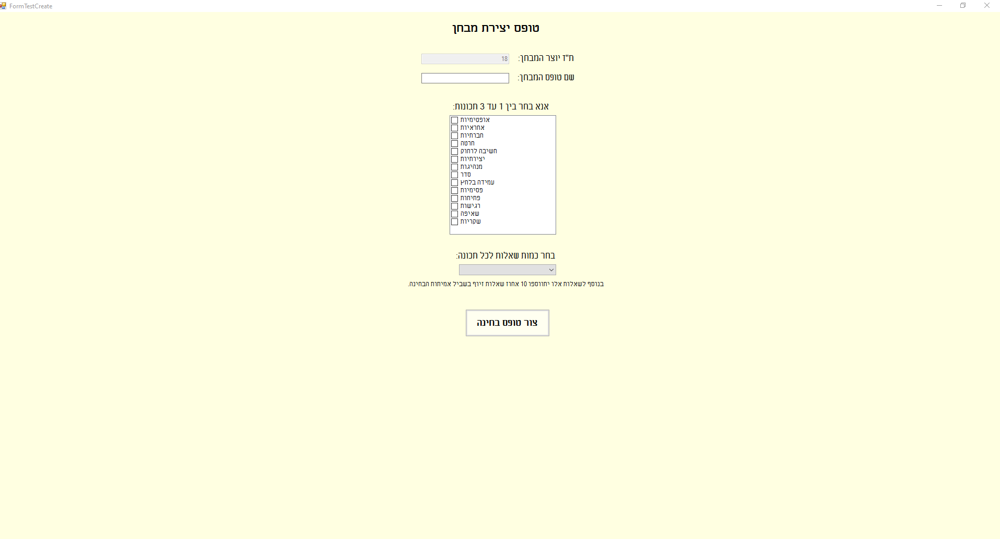 FormTestCreate
טופס יצירת מבחן
ת"ז יוצר המבחן: 18
שם טופס המבחן:
אנא בחר בין 1 עד 3 תכונות:
אופטימיות
אחראיות
חברתיות
חרטה
חשיבה לרחוק
יצירתיות
מנהיגות
סדר
עמידה בלחץ
פסימיות
פתיחות
רגישות
שאיפה
שקריות
בחר כמות שאלות לכל תכונה:
בנוסף לשאלות אלו יתווספו 10 אחוז שאלות זיוף בשביל אמיתות הבחינה.
צור טופס בחינה